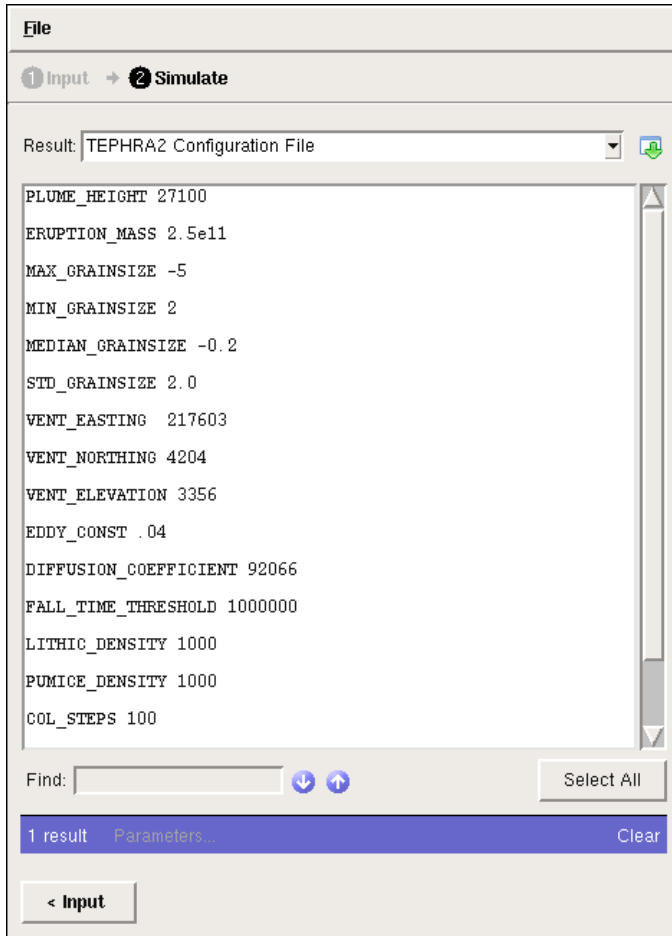 File
1 Input → 2 Simulate
Result: TEPHRA2 Configuration File
PLUME_HEIGHT 27100
ERUPTION_MASS 2.5e11
MAX_GRAINSIZE -5
MIN_GRAINSIZE 2
MEDIAN_GRAINSIZE -0.2
STD_GRAINSIZE 2.0
VENT_EASTING  217603
VENT_NORTHING 4204
VENT_ELEVATION 3356
EDDY_CONST .04
DIFFUSION_COEFFICIENT 92066
FALL_TIME_THRESHOLD 1000000
LITHIC_DENSITY 1000
PUMICE_DENSITY 1000
COL_STEPS 100
Find: Select All
1 result Parameters... Clear
< Input